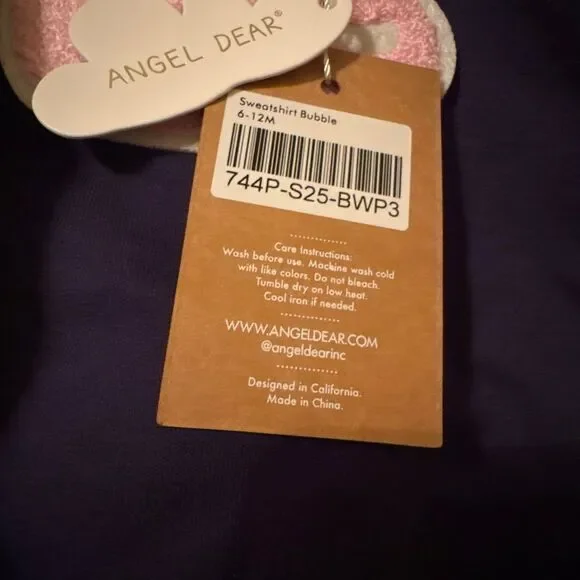 ANGEL DEAR®
Sweatshirt Bubble
6-12M
744P-S25-BWP3
Care Instructions:
Wash before use. Machine wash cold
with like colors. Do not bleach.
Tumble dry on low heat.
Cool iron if needed.
WWW.ANGELDEAR.COM
@angeldearinc
Designed in California.
Made in China.